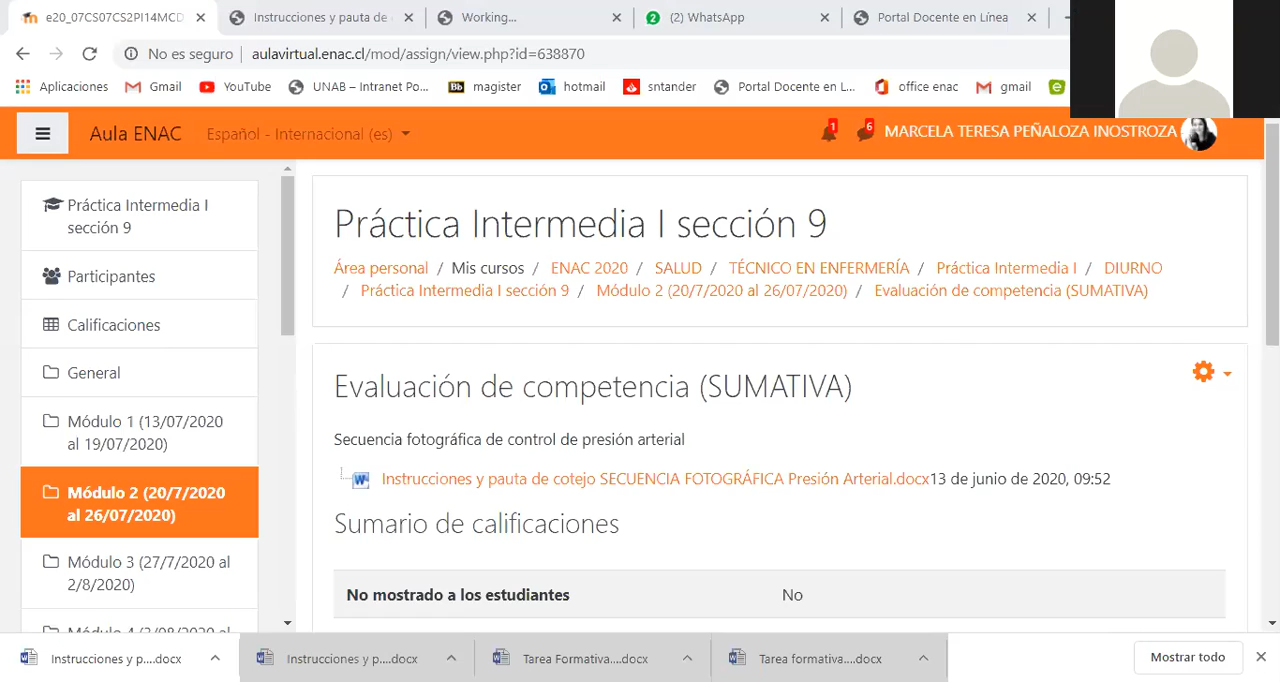 e20_07CS07CS2PI14MCD
Instrucciones y pauta de
Working...
(2) WhatsApp
Portal Docente en Línea
No es seguro
aulavirtual.enac.cl/mod/assign/view.php?id=638870
Aplicaciones
Gmail
YouTube
UNAB – Intranet Po...
Bb magister
hotmail
sntander
Portal Docente en L...
office enac
gmail
Aula ENAC
Español - Internacional (es)
1
6
MARCELA TERESA PEÑALOZA INOSTROZA
Práctica Intermedia I
sección 9
Participantes
Calificaciones
General
Módulo 1 (13/07/2020
al 19/07/2020)
Módulo 2 (20/7/2020
al 26/07/2020)
Módulo 3 (27/7/2020 al
2/8/2020)
Práctica Intermedia I sección 9
Área personal / Mis cursos / ENAC 2020 / SALUD / TÉCNICO EN ENFERMERÍA / Práctica Intermedia I / DIURNO
/ Práctica Intermedia I sección 9 / Módulo 2 (20/7/2020 al 26/07/2020) / Evaluación de competencia (SUMATIVA)
Evaluación de competencia (SUMATIVA)
Secuencia fotográfica de control de presión arterial
Instrucciones y pauta de cotejo SECUENCIA FOTOGRÁFICA Presión Arterial.docx13 de junio de 2020, 09:52
Sumario de calificaciones
No mostrado a los estudiantes No
Instrucciones y p....docx
Instrucciones y p....docx
Tarea Formativa....docx
Tarea formativa....docx
Mostrar todo